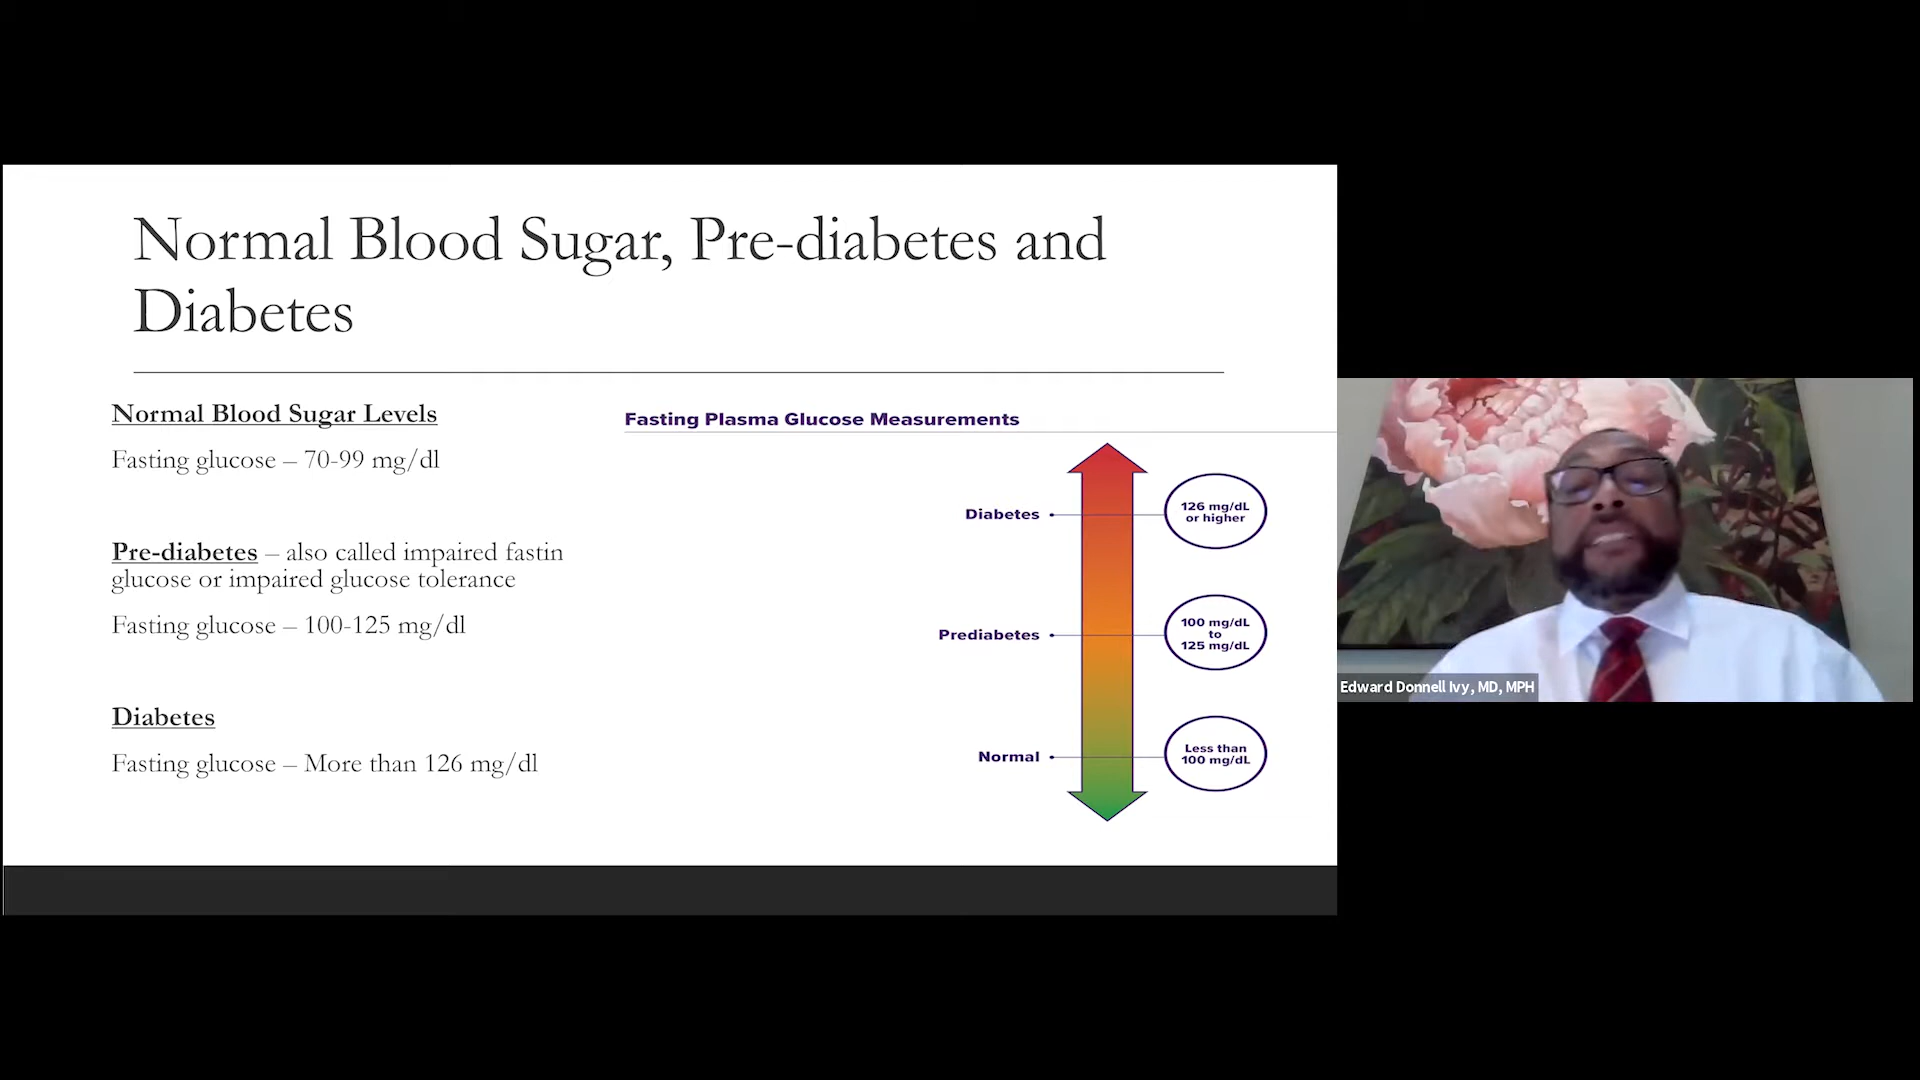 Normal Blood Sugar, Pre-diabetes and
Diabetes
Normal Blood Sugar Levels
Fasting glucose – 70-99 mg/dl
Pre-diabetes – also called impaired fastin
glucose or impaired glucose tolerance
Fasting glucose – 100-125 mg/dl
Diabetes
Fasting glucose – More than 126 mg/dl
Fasting Plasma Glucose Measurements
Diabetes
126 mg/dL
or higher
Prediabetes
100 mg/dL
to
125 mg/dL
Normal
Less than
100 mg/dL
Edward Donnell Ivy, MD, MPH